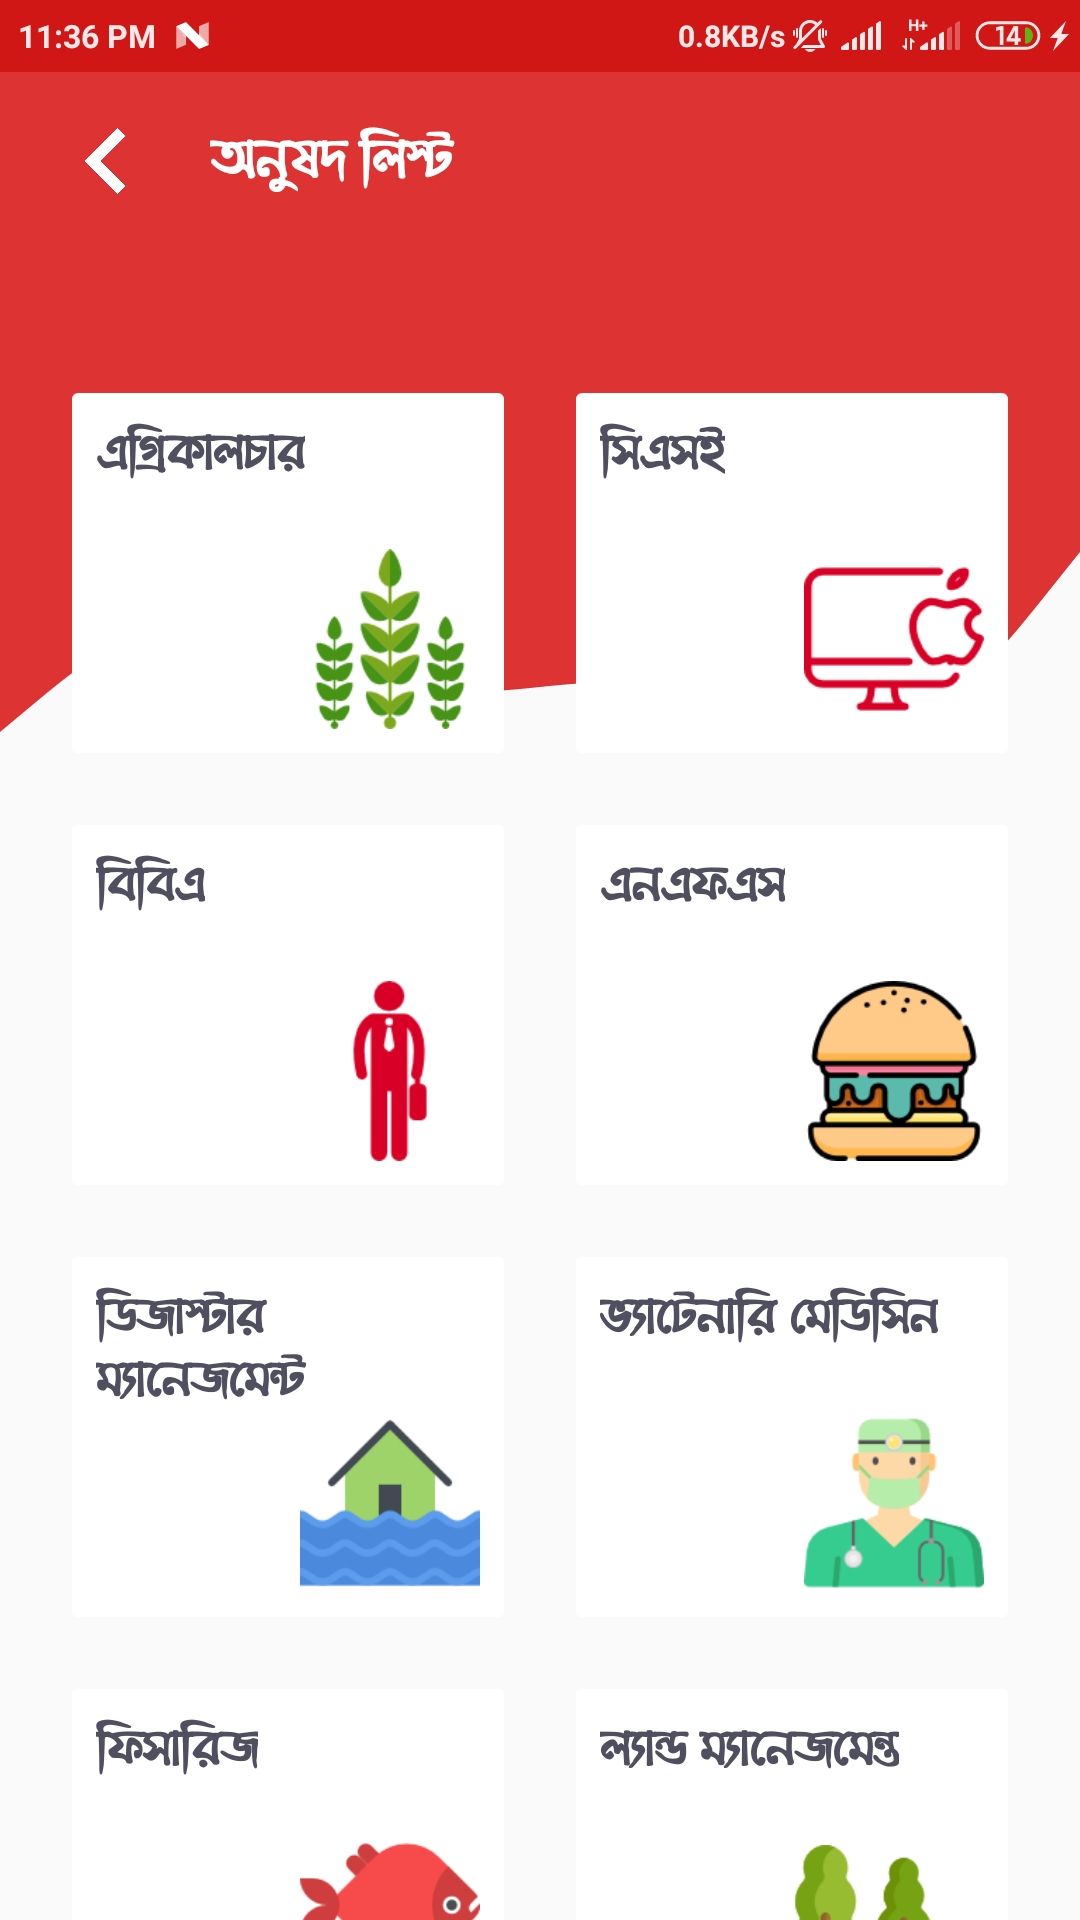 11:36 PM 0.8KB/s H+ 14
অনুষদ লিস্ট
এগ্রিকালচার
সিএসই
বিবিএ
এনএফএস
ডিজাস্টার
ম্যানেজমেন্ট
ভ্যাটেনারি মেডিসিন
ফিসারিজ
ল্যান্ড ম্যানেজমেন্ত